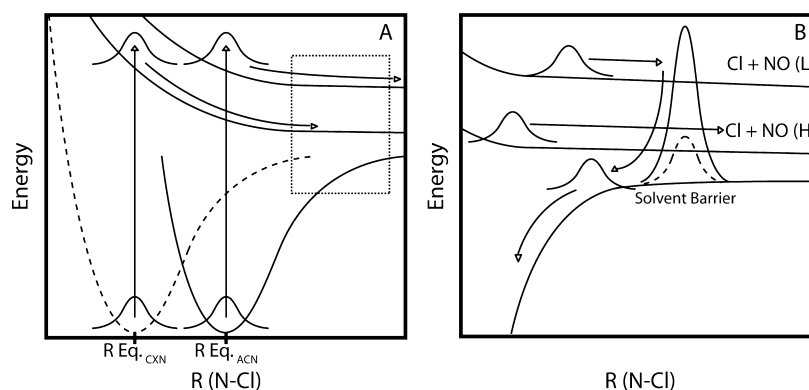 A
Energy
R Eq. CXN
R Eq. ACN
R (N-Cl)
B
Energy
Cl + NO (L
Cl + NO (H
Solvent Barrier
R (N-Cl)